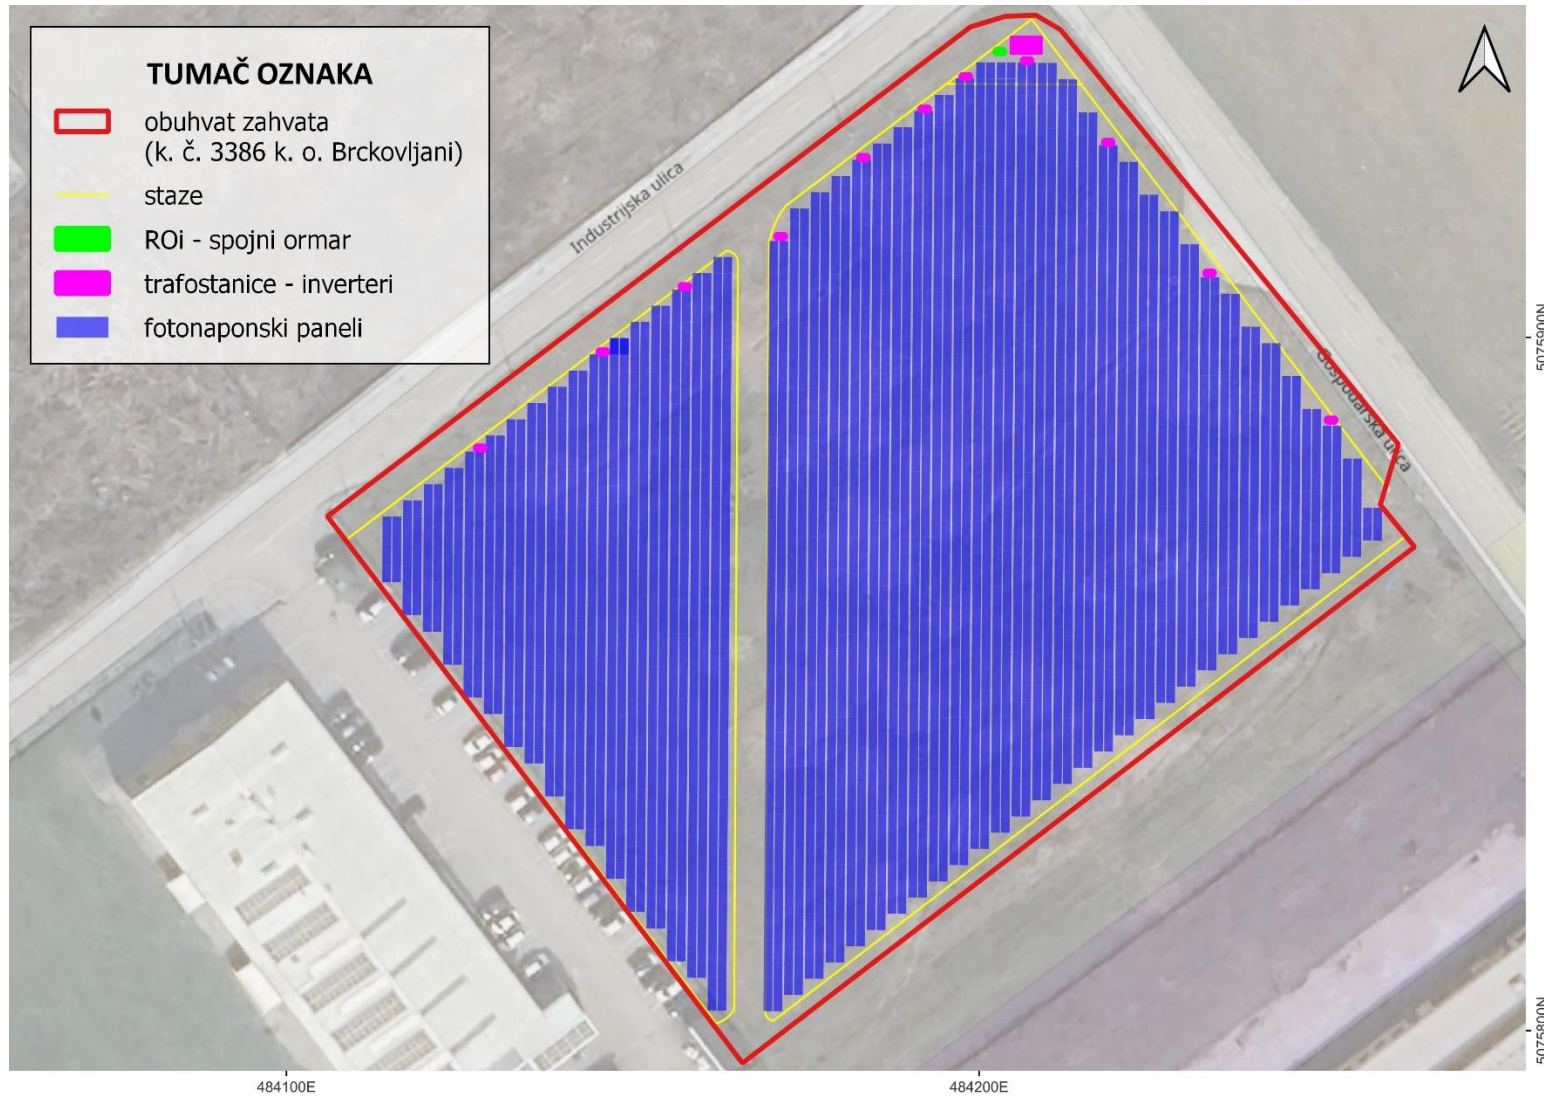 TUMAČ OZNAKA
obuhvat zahvata
(k. č. 3386 k. o. Brckovljani)
staze
ROi - spojni ormar
trafostanice - inverteri
fotonaponski paneli
Industrijska ulica
Gospodarska ulica
5075900N
5075800N
484100E
484200E